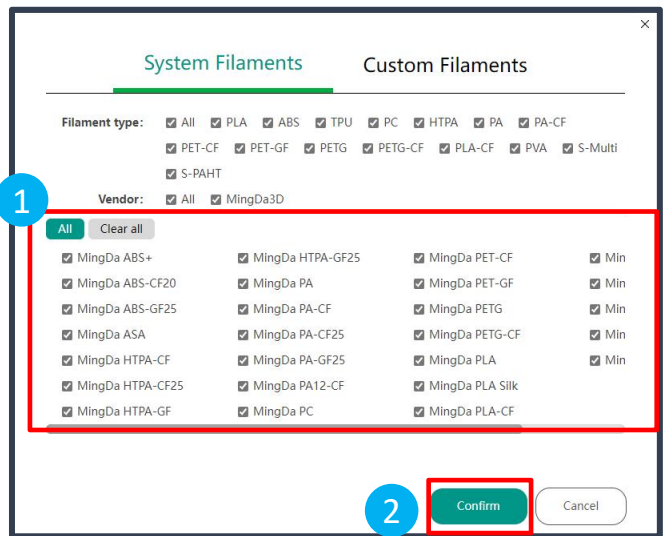 ×
System Filaments Custom Filaments
Filament type: All PLA ABS TPU PC HTPA PA PA-CF
PET-CF PET-GF PETG PETG-CF PLA-CF PVA S-Multi
S-PAHT
1
Vendor: All MingDa3D
All Clear all
MingDa ABS+ MingDa HTPA-GF25 MingDa PET-CF Min
MingDa ABS-CF20 MingDa PA MingDa PET-GF Min
MingDa ABS-GF25 MingDa PA-CF MingDa PETG Min
MingDa ASA MingDa PA-CF25 MingDa PETG-CF Min
MingDa HTPA-CF MingDa PA-GF25 MingDa PLA Min
MingDa HTPA-CF25 MingDa PA12-CF MingDa PLA Silk
MingDa HTPA-GF MingDa PC MingDa PLA-CF
2 Confirm Cancel